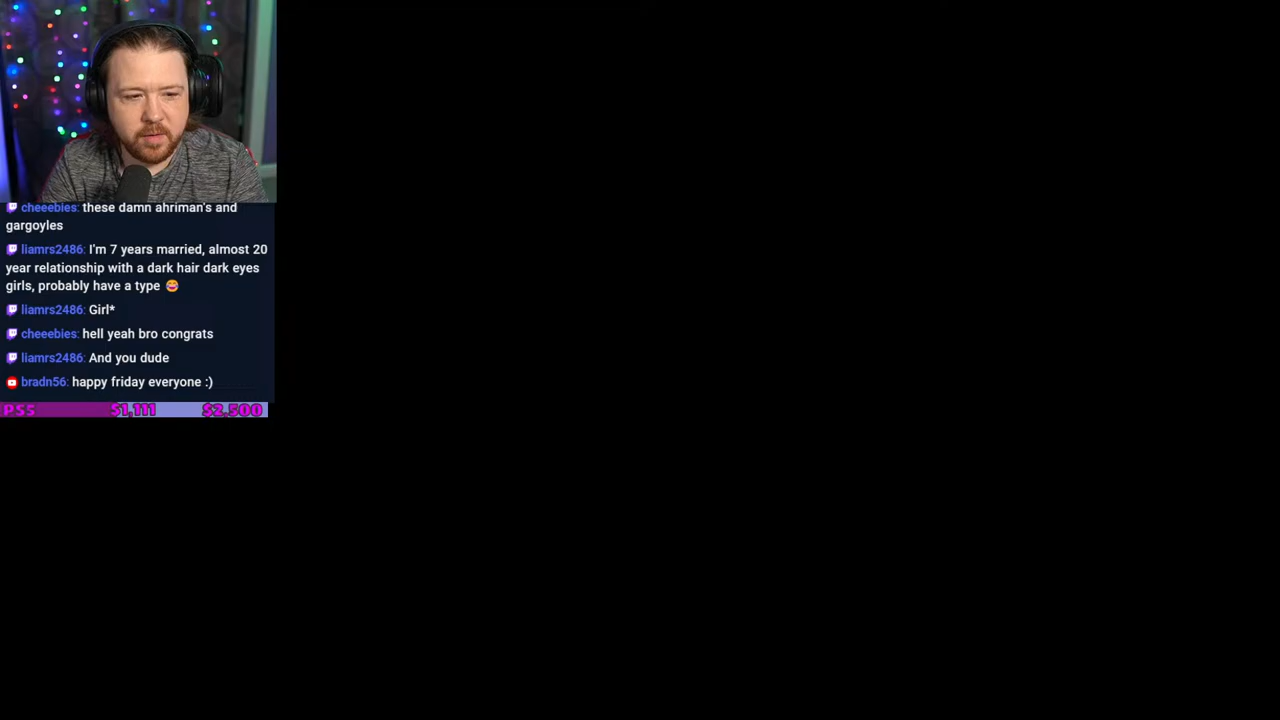 cheeebies: these damn ahriman's and
gargoyles
liamrs2486: I'm 7 years married, almost 20
year relationship with a dark hair dark eyes
girls, probably have a type 😂
liamrs2486: Girl*
cheeebies: hell yeah bro congrats
liamrs2486: And you dude
bradn56: happy friday everyone :)
PS5 $1,111 $2,500